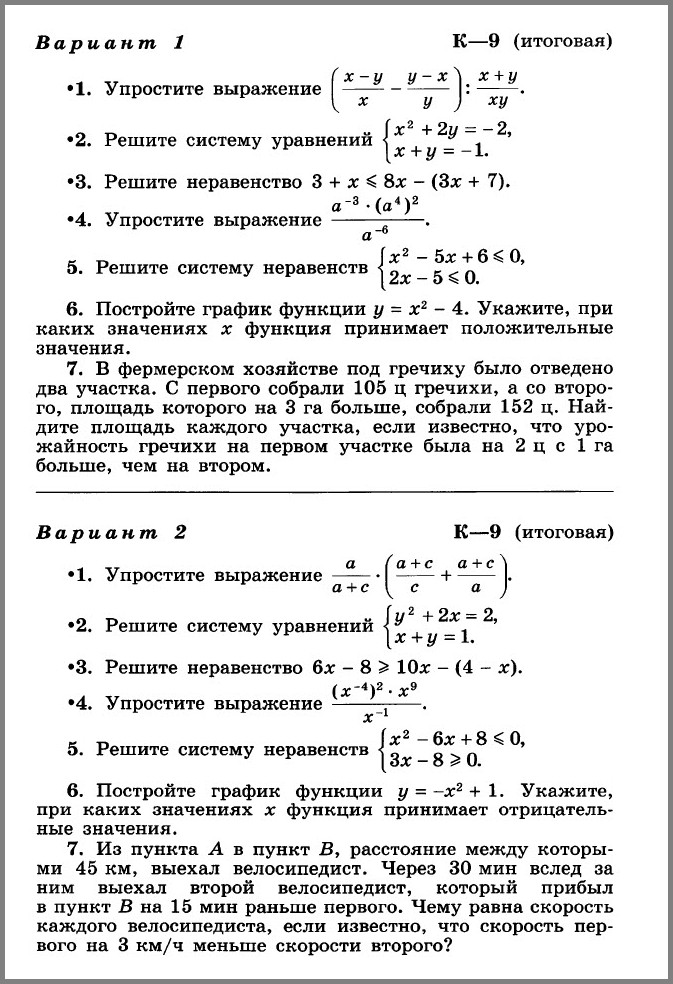 Вариант 1 К—9 (итоговая)
•1. Упростите выражение ( (x – y)/x – (y – x)/y ) : (x + y)/(xy).
•2. Решите систему уравнений { x² + 2y = –2, x + y = –1.
•3. Решите неравенство 3 + x ⩽ 8x – (3x + 7).
•4. Упростите выражение (a⁻³ · (a⁴)²)/a⁻⁶.
5. Решите систему неравенств { x² – 5x + 6 ⩽ 0, 2x – 5 ⩽ 0.
6. Постройте график функции y = x² – 4. Укажите, при
каких значениях x функция принимает положительные
значения.
7. В фермерском хозяйстве под гречиху было отведено
два участка. С первого собрали 105 ц гречихи, а со второ-
го, площадь которого на 3 га больше, собрали 152 ц. Най-
дите площадь каждого участка, если известно, что уро-
жайность гречихи на первом участке была на 2 ц с 1 га
больше, чем на втором.
Вариант 2 К—9 (итоговая)
•1. Упростите выражение a/(a + c) · ( (a + c)/c + (a + c)/a ).
•2. Решите систему уравнений { y² + 2x = 2, x + y = 1.
•3. Решите неравенство 6x – 8 ⩾ 10x – (4 – x).
•4. Упростите выражение ((x⁻⁴)² · x⁹)/x⁻¹.
5. Решите систему неравенств { x² – 6x + 8 ⩽ 0, 3x – 8 ⩾ 0.
6. Постройте график функции y = –x² + 1. Укажите,
при каких значениях x функция принимает отрицатель-
ные значения.
7. Из пункта A в пункт B, расстояние между которы-
ми 45 км, выехал велосипедист. Через 30 мин вслед за
ним выехал второй велосипедист, который прибыл
в пункт B на 15 мин раньше первого. Чему равна скорость
каждого велосипедиста, если известно, что скорость пер-
вого на 3 км/ч меньше скорости второго?